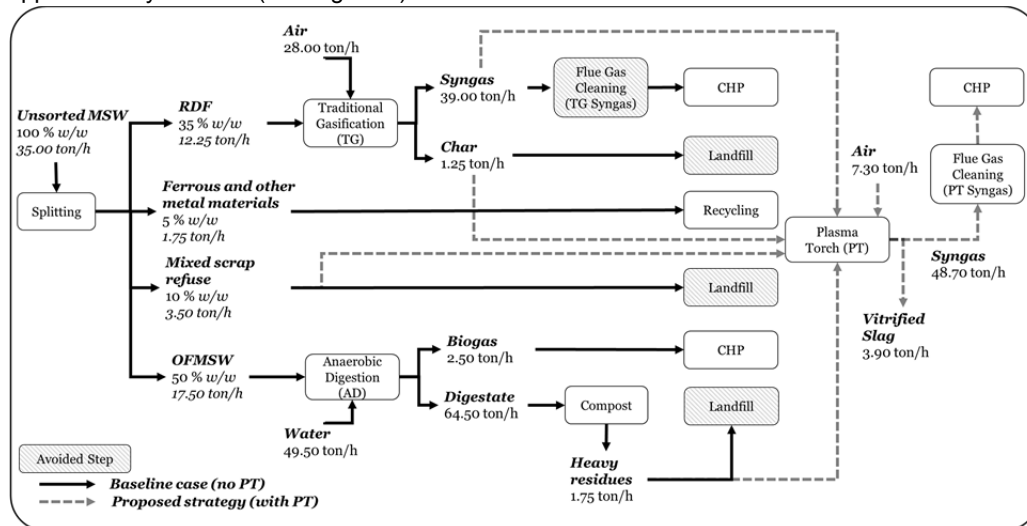 Air
28.00 ton/h
Unsorted MSW
100 % w/w
35.00 ton/h
Splitting
RDF
35 % w/w
12.25 ton/h
Traditional
Gasification
(TG)
Syngas
39.00 ton/h
Flue Gas
Cleaning
(TG Syngas)
CHP
Char
1.25 ton/h
Landfill
Ferrous and other
metal materials
5 % w/w
1.75 ton/h
Recycling
Mixed scrap
refuse
10 % w/w
3.50 ton/h
Landfill
OFMSW
50 % w/w
17.50 ton/h
Anaerobic
Digestion
(AD)
Water
49.50 ton/h
Biogas
2.50 ton/h
CHP
Digestate
64.50 ton/h
Compost
Landfill
Heavy
residues
1.75 ton/h
Air
7.30 ton/h
Plasma
Torch (PT)
CHP
Flue Gas
Cleaning
(PT Syngas)
Syngas
48.70 ton/h
Vitrified
Slag
3.90 ton/h
Avoided Step
Baseline case (no PT)
Proposed strategy (with PT)